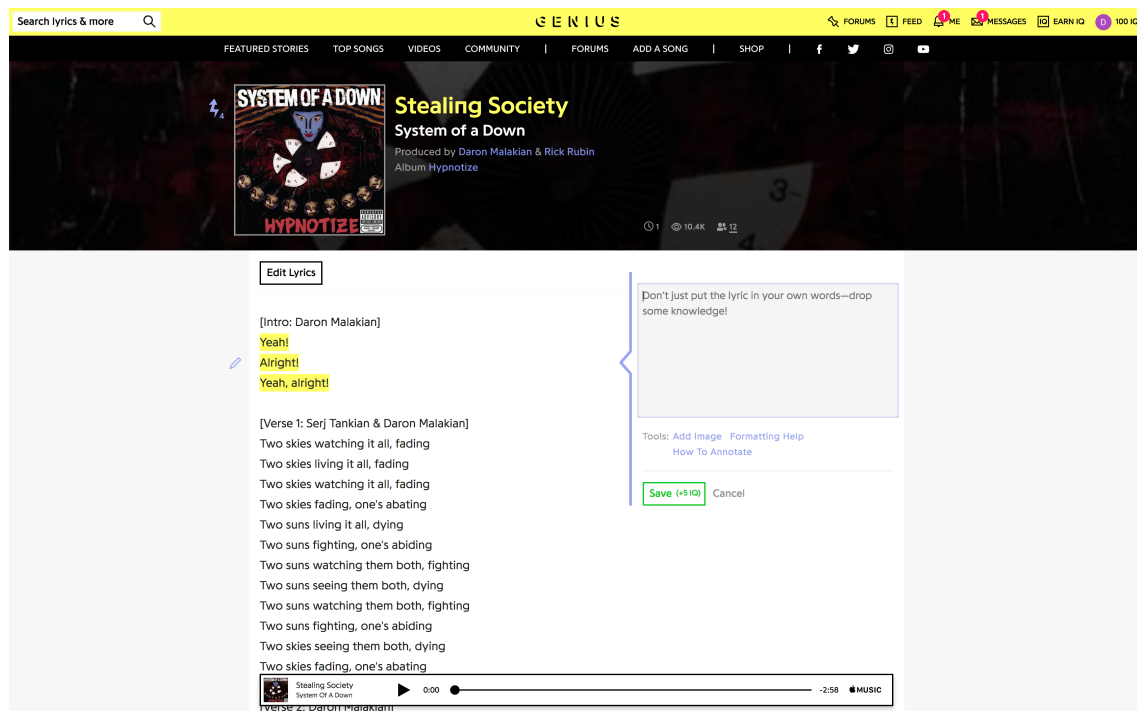 Search lyrics & more
GENIUS
FORUMS
FEED
1
ME
1
MESSAGES
IQ
EARN IQ
D
100 IQ
FEATURED STORIES
TOP SONGS
VIDEOS
COMMUNITY
|
FORUMS
ADD A SONG
|
SHOP
|
4
SYSTEM OF A DOWN
HYPNOTIZE
Stealing Society
System of a Down
Produced by Daron Malakian & Rick Rubin
Album Hypnotize
1
10.4K
12
Edit Lyrics
Don't just put the lyric in your own words—drop
some knowledge!
[Intro: Daron Malakian]
Yeah!
Alright!
Yeah, alright!
[Verse 1: Serj Tankian & Daron Malakian]
Two skies watching it all, fading
Two skies living it all, fading
Two skies watching it all, fading
Two skies fading, one's abating
Two suns living it all, dying
Two suns fighting, one's abiding
Two suns watching them both, fighting
Two suns seeing them both, dying
Two suns watching them both, fighting
Two suns fighting, one's abiding
Two skies seeing them both, dying
Two skies fading, one's abating
Tools: Add Image Formatting Help
How To Annotate
Save (+5 IQ)
Cancel
Stealing Society
System Of A Down
0:00
-2:58
MUSIC
[Verse 2: Daron Malakian]